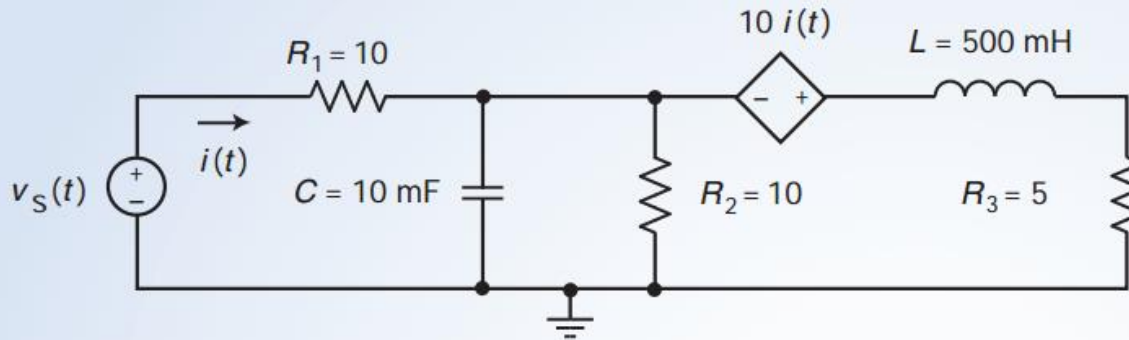 10 i(t)
R1 = 10
L = 500 mH
+
−
− +
i(t)
vS(t)
C = 10 mF
R2 = 10
R3 = 5